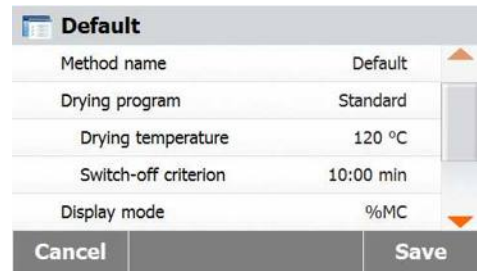 Default
Method name Default
Drying program Standard
Drying temperature 120 °C
Switch-off criterion 10:00 min
Display mode %MC
Cancel Save